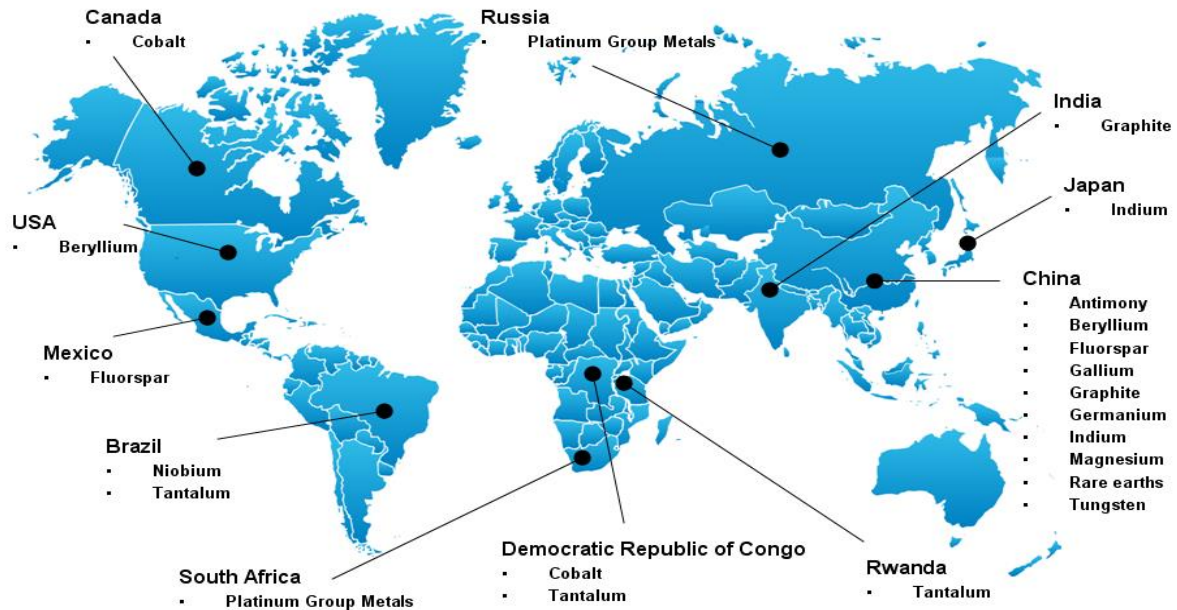 Canada
▪ Cobalt
Russia
▪ Platinum Group Metals
India
▪ Graphite
Japan
▪ Indium
USA
▪ Beryllium
China
▪ Antimony
▪ Beryllium
▪ Fluorspar
▪ Gallium
▪ Graphite
▪ Germanium
▪ Indium
▪ Magnesium
▪ Rare earths
▪ Tungsten
Mexico
▪ Fluorspar
Brazil
▪ Niobium
▪ Tantalum
South Africa
▪ Platinum Group Metals
Democratic Republic of Congo
▪ Cobalt
▪ Tantalum
Rwanda
▪ Tantalum